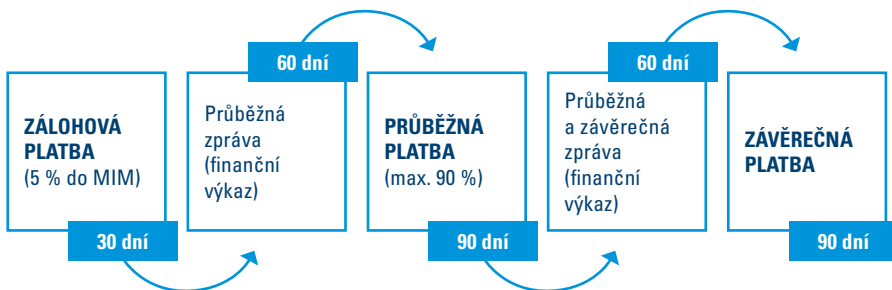 ZÁLOHOVÁ
PLATBA
(5 % do MIM)
30 dní
60 dní
Průběžná
zpráva
(finanční
výkaz)
PRŮBĚŽNÁ
PLATBA
(max. 90 %)
90 dní
60 dní
Průběžná
a závěrečná
zpráva
(finanční
výkaz)
ZÁVĚREČNÁ
PLATBA
90 dní